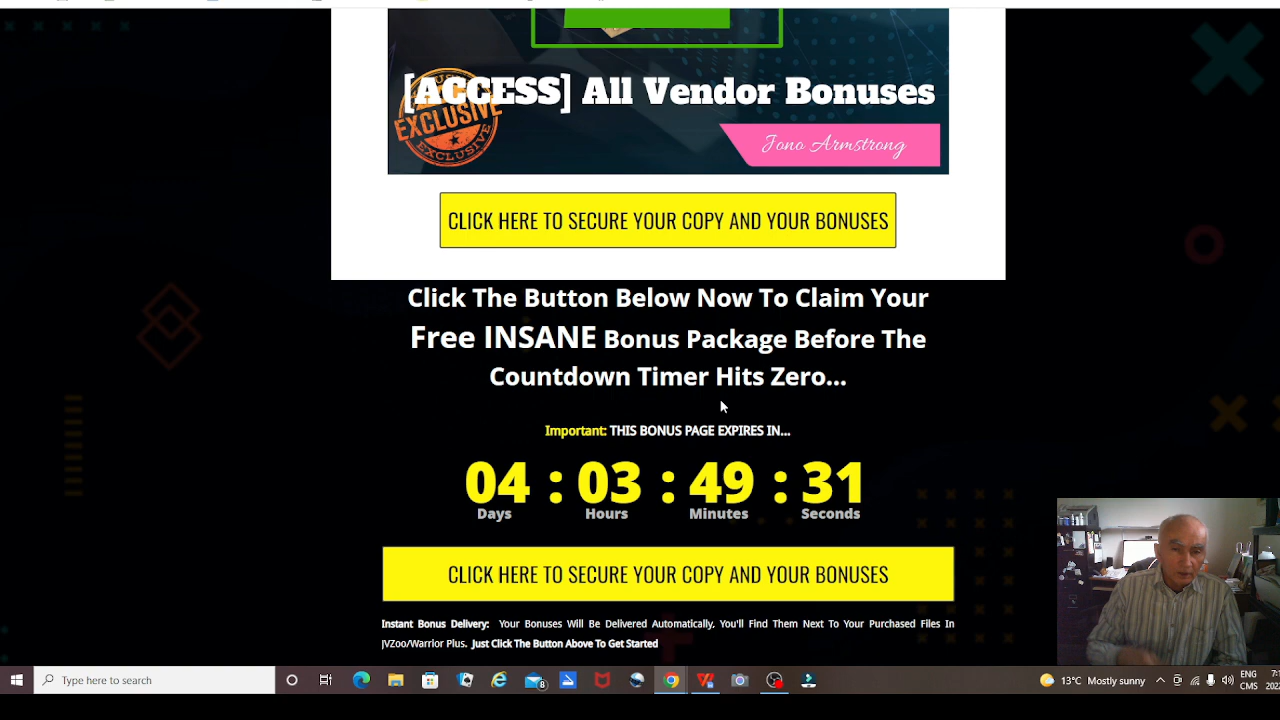 [ACCESS] All Vendor Bonuses
EXCLUSIVE
EXCLUSIVE
Jono Armstrong
CLICK HERE TO SECURE YOUR COPY AND YOUR BONUSES
Click The Button Below Now To Claim Your
Free INSANE Bonus Package Before The
Countdown Timer Hits Zero...
Important: THIS BONUS PAGE EXPIRES IN...
04 : 03 : 49 : 31
Days Hours Minutes Seconds
CLICK HERE TO SECURE YOUR COPY AND YOUR BONUSES
Instant Bonus Delivery: Your Bonuses Will Be Delivered Automatically, You'll Find Them Next To Your Purchased Files In
JVZoo/Warrior Plus. Just Click The Button Above To Get Started
Type here to search
8
13°C Mostly sunny
ENG
CMS